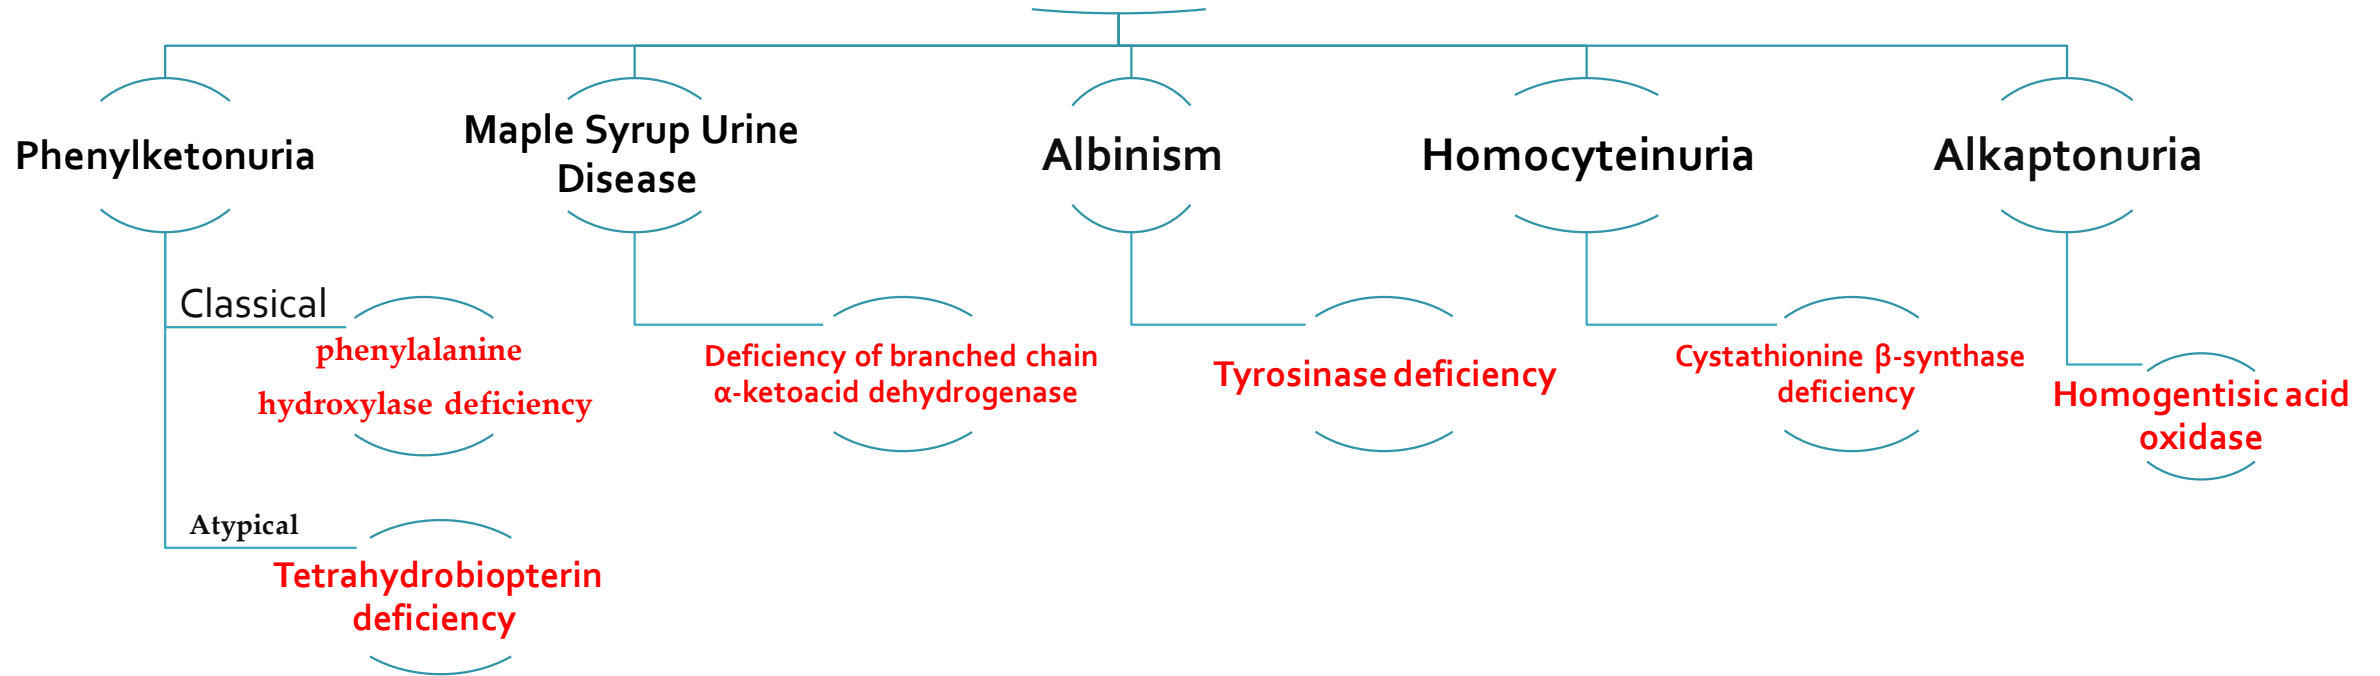 Phenylketonuria
Maple Syrup Urine
Disease
Albinism
Homocyteinuria
Alkaptonuria
Classical
phenylalanine
hydroxylase deficiency
Deficiency of branched chain
α-ketoacid dehydrogenase
Tyrosinase deficiency
Cystathionine β-synthase
deficiency
Homogentisic acid
oxidase
Atypical
Tetrahydrobiopterin
deficiency